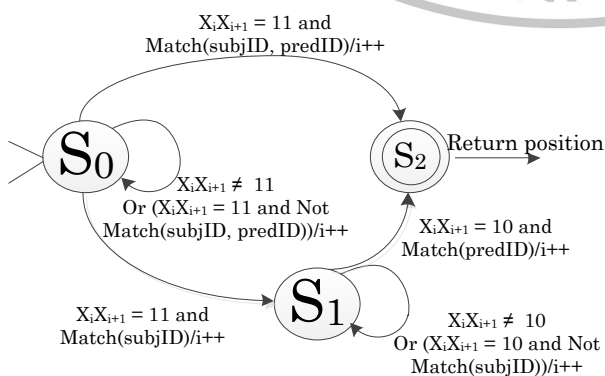 XᵢXᵢ₊₁ = 11 and
Match(subjID, predID)/i++
S₀
S₂
Return position
XᵢXᵢ₊₁ ≠ 11
Or (XᵢXᵢ₊₁ = 11 and Not
Match(subjID, predID))/i++
XᵢXᵢ₊₁ = 10 and
Match(predID)/i++
S₁
XᵢXᵢ₊₁ = 11 and
Match(subjID)/i++
XᵢXᵢ₊₁ ≠ 10
Or (XᵢXᵢ₊₁ = 10 and Not
Match(subjID))/i++